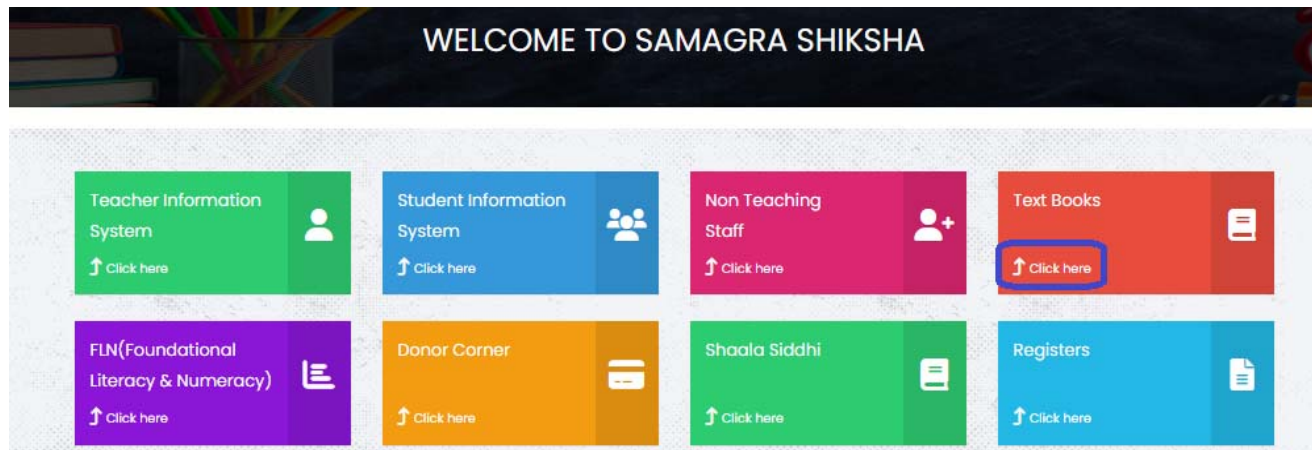 WELCOME TO SAMAGRA SHIKSHA
Teacher Information
System
Click here
Student Information
System
Click here
Non Teaching
Staff
Click here
Text Books
Click here
FLN(Foundational
Literacy & Numeracy)
Click here
Donor Corner
Click here
Shaala Siddhi
Click here
Registers
Click here